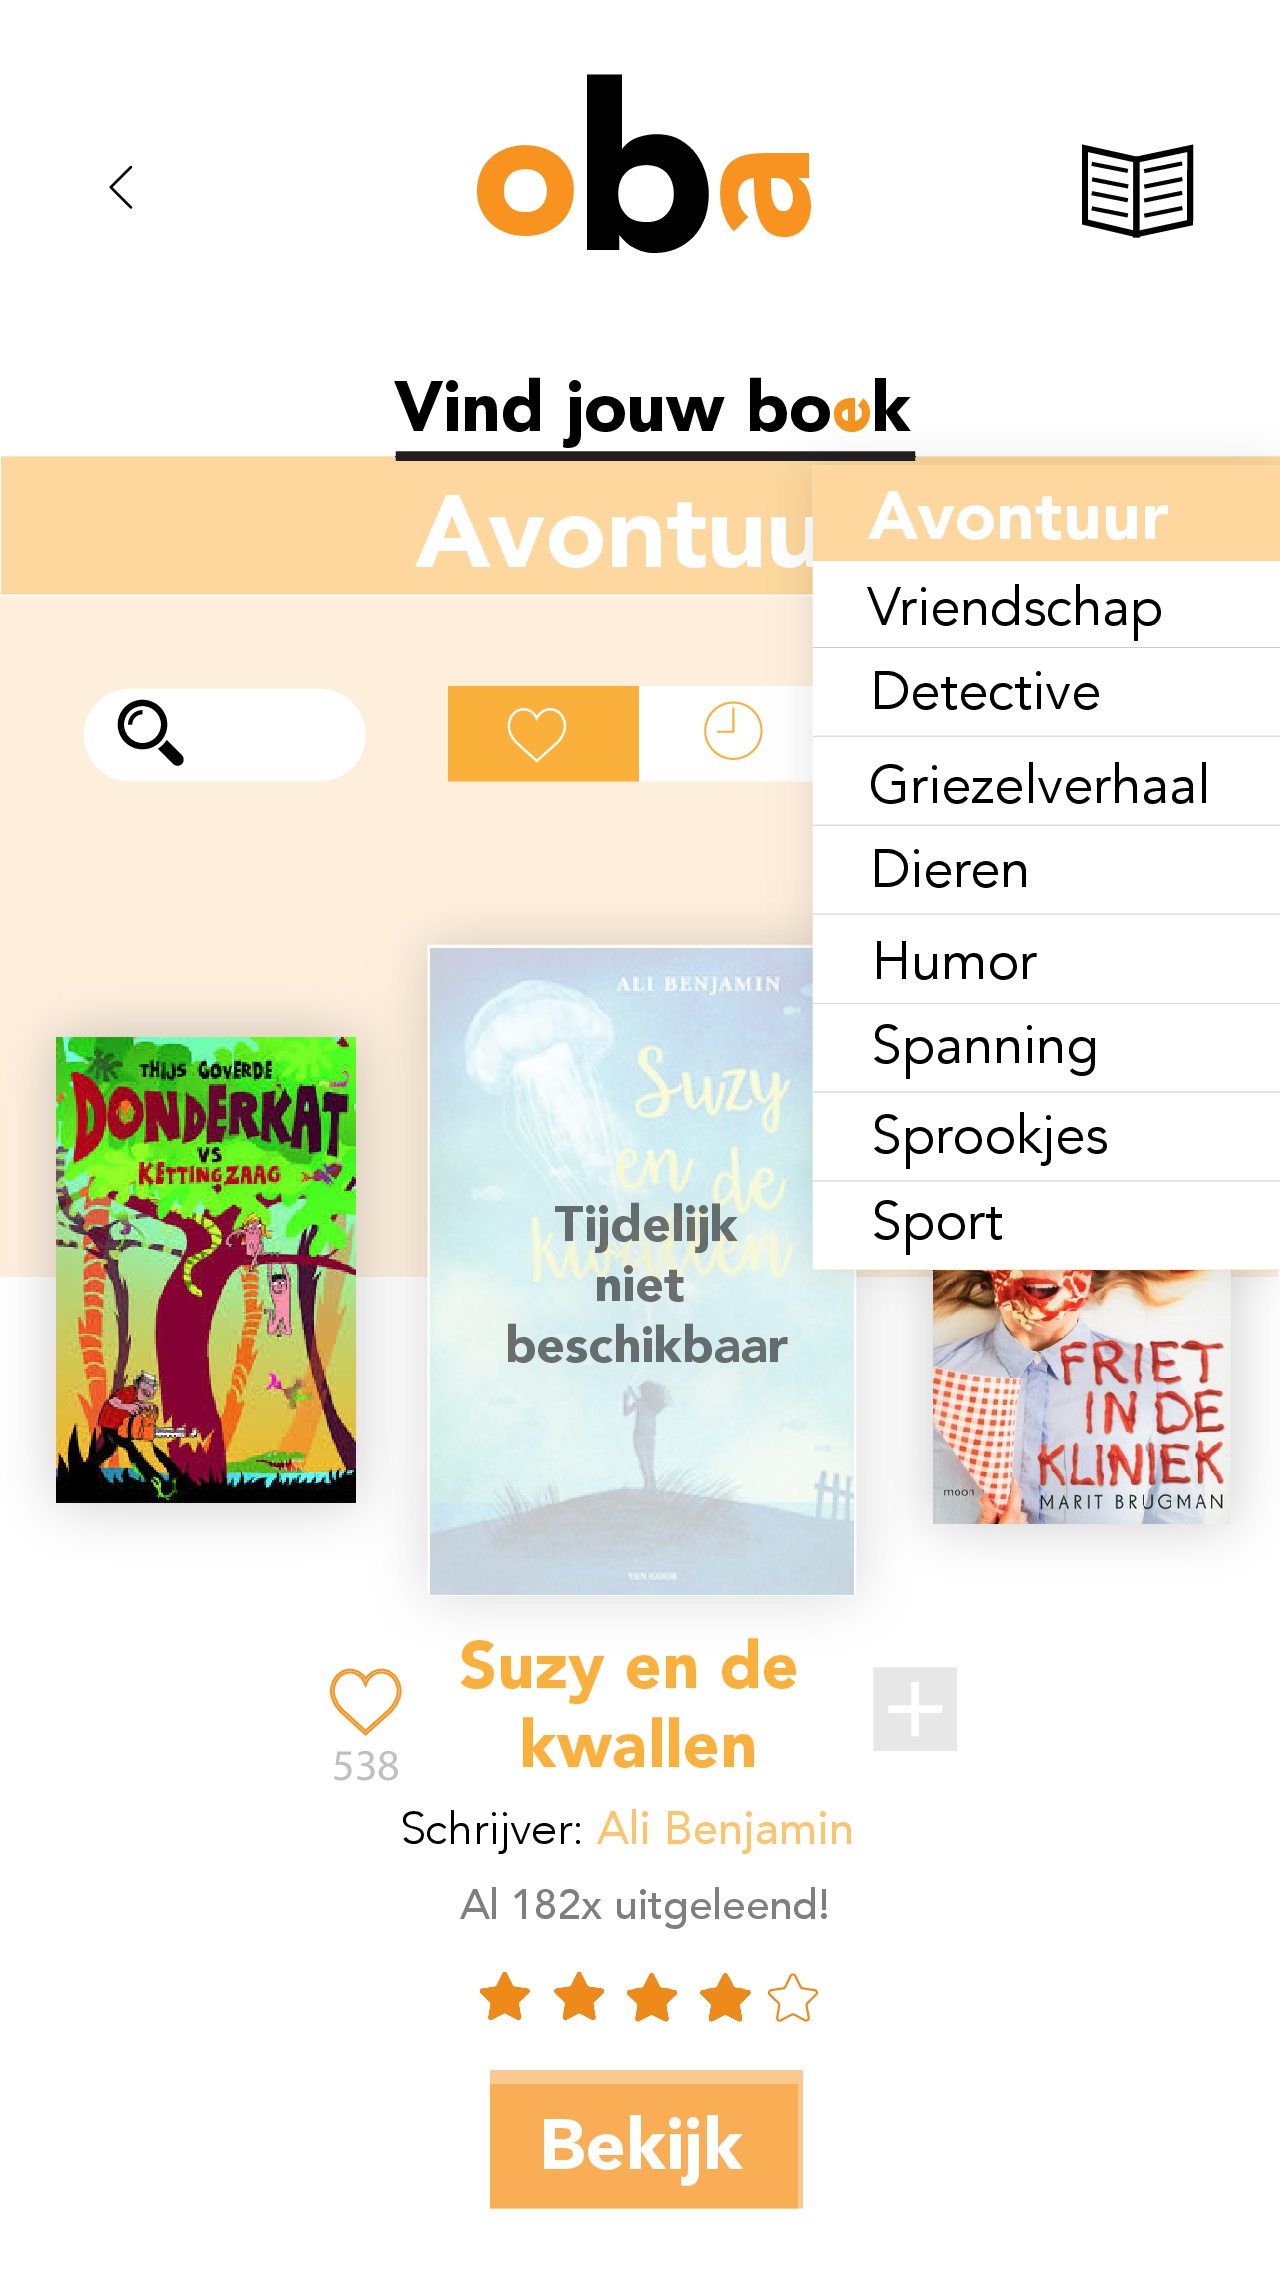 oba
Vind jouw boek
Avontuu
Avontuur
Vriendschap
Detective
Griezelverhaal
Dieren
Humor
Spanning
Sprookjes
Sport
THIJS GOVERDE
DONDERKAT
VS
KETTINGZAAG
ALI BENJAMIN
Suzy
en de
kwallen
Tijdelijk
niet
beschikbaar
VAN GOOR
FRIET
IN DE
KLINIEK
moon
MARIT BRUGMAN
Suzy en de
kwallen
538
Schrijver: Ali Benjamin
Al 182x uitgeleend!
Bekijk